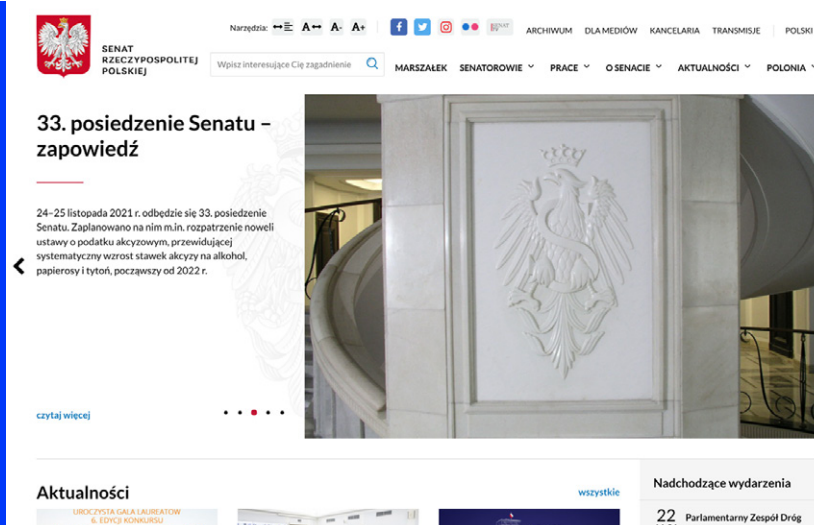 Narzędzia:
A
A-
A+
ARCHIWUM
DLA MEDIÓW
KANCELARIA
TRANSMISJE
POLSKI
SENAT
RZECZYPOSPOLITEJ
POLSKIEJ
Wpisz interesujące Cię zagadnienie
MARSZAŁEK
SENATOROWIE
PRACE
O SENACIE
AKTUALNOŚCI
POLONIA
33. posiedzenie Senatu –
zapowiedź
24–25 listopada 2021 r. odbędzie się 33. posiedzenie
Senatu. Zaplanowano na nim m.in. rozpatrzenie noweli
ustawy o podatku akcyzowym, przewidującej
systematyczny wzrost stawek akcyzy na alkohol,
papierosy i tytoń, począwszy od 2022 r.
czytaj więcej
Aktualności
wszystkie
UROCZYSTA GALA LAUREATÓW
6. EDYCJI KONKURSU
Nadchodzące wydarzenia
22
Parlamentarny Zespół Dróg